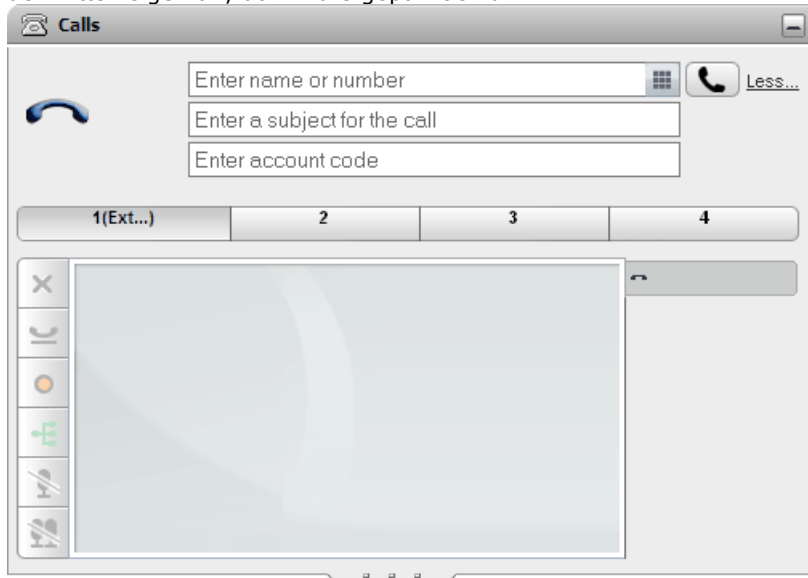 Calls
Enter name or number
Less...
Enter a subject for the call
Enter account code
1(Ext...) 2 3 4